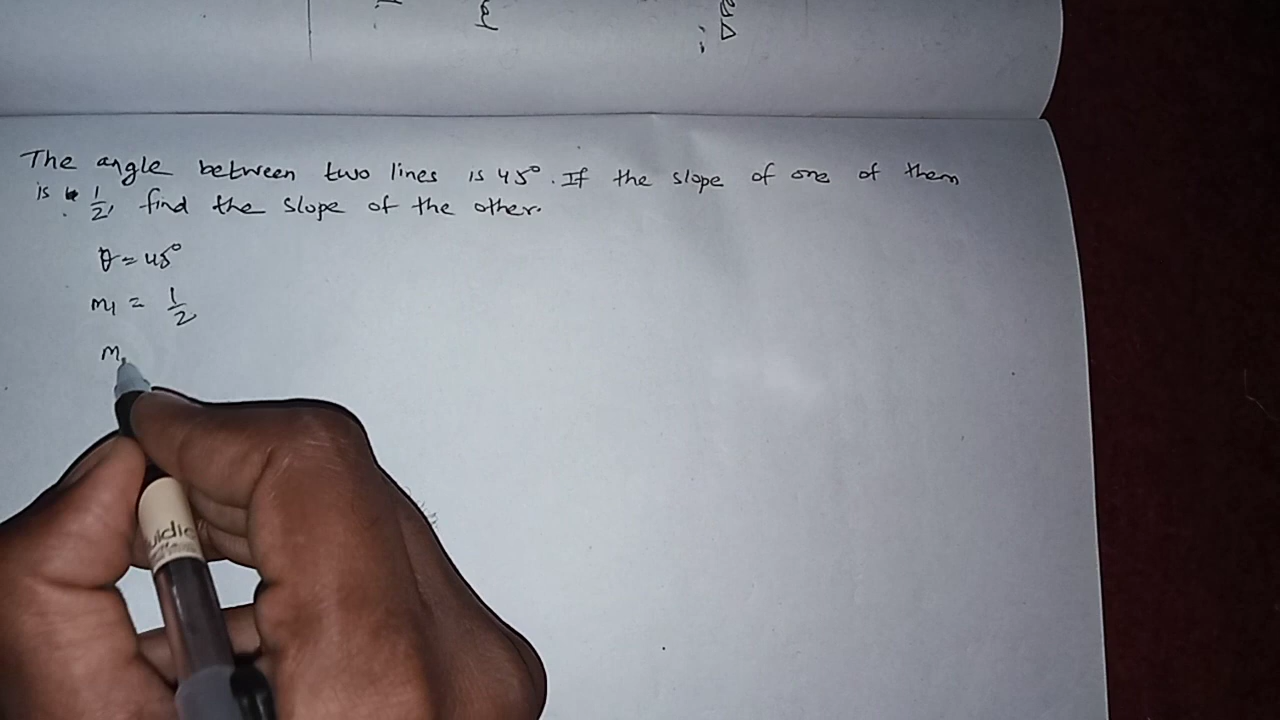 The angle between two lines is 45°. If the slope of one of them
is 1/2, find the slope of the other.
θ = 45°
m1 = 1/2
m